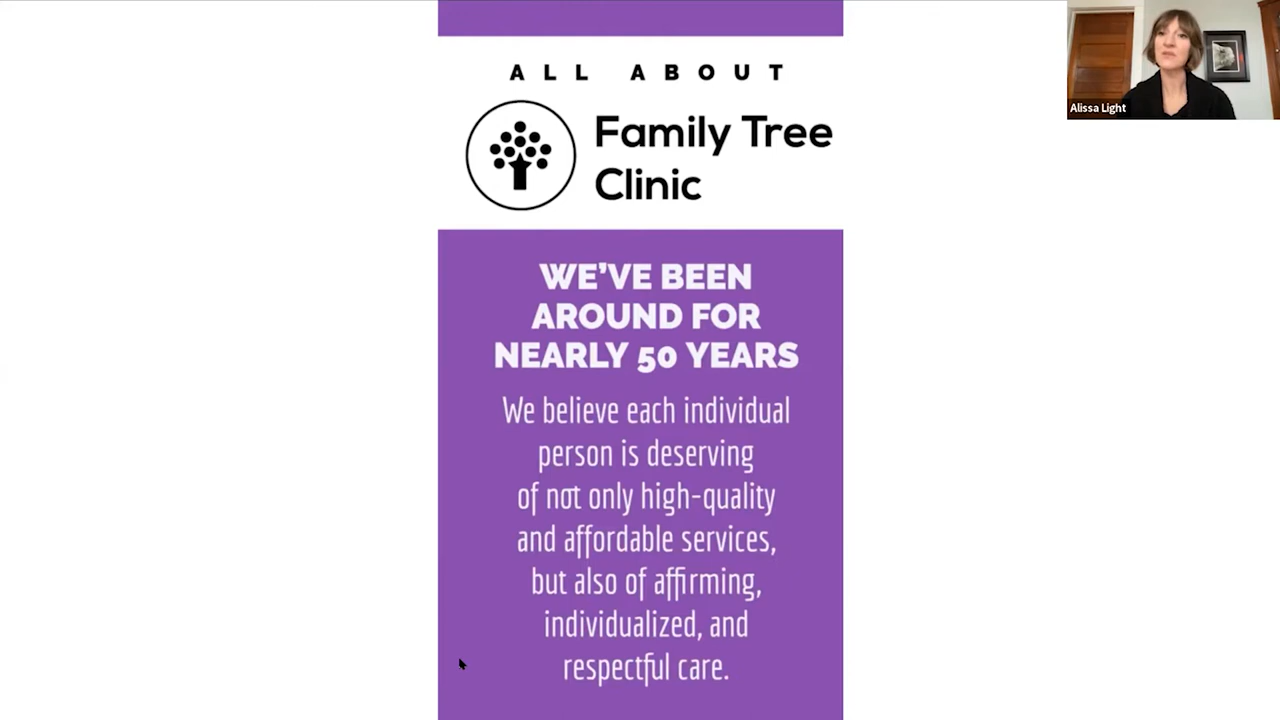 ALL ABOUT
Family Tree
Clinic
WE'VE BEEN
AROUND FOR
NEARLY 50 YEARS
We believe each individual
person is deserving
of not only high-quality
and affordable services,
but also of affirming,
individualized, and
respectful care.
Alissa Light